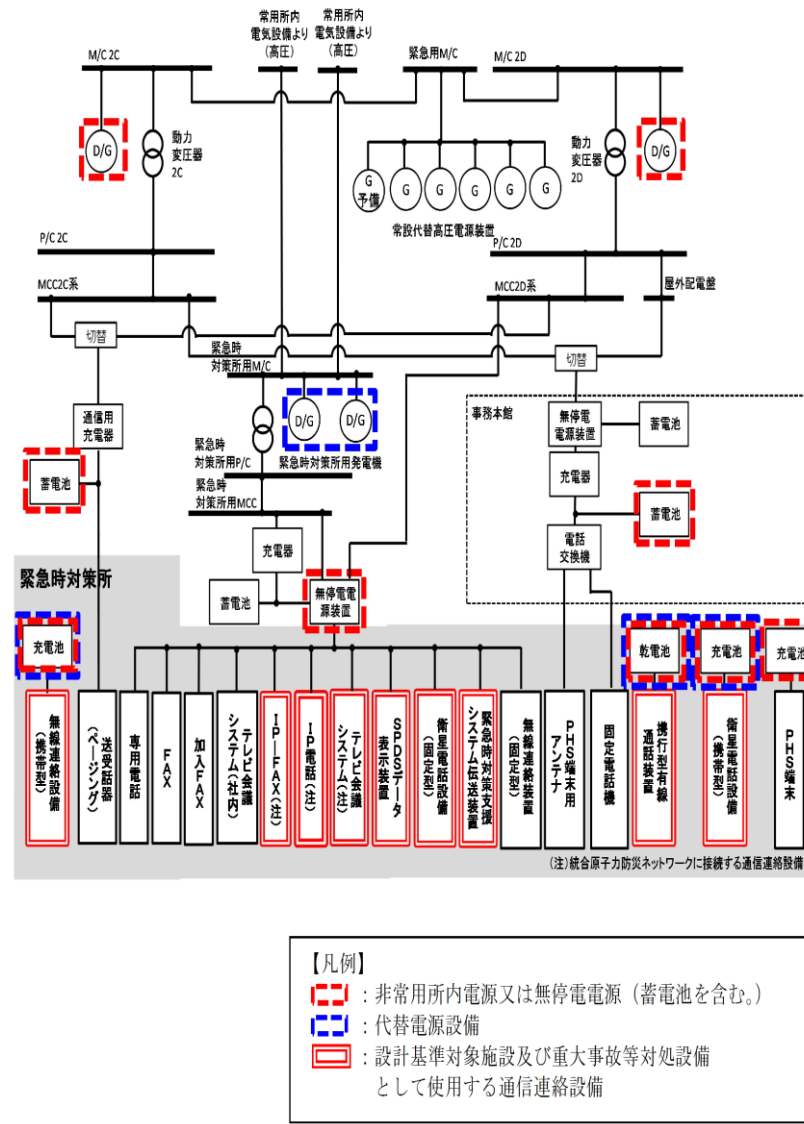 常用所内
電気設備より
(高圧)
常用所内
電気設備より
(高圧)
M/C 2C
緊急用M/C
M/C 2D
D/G
動力
変圧器
2C
G
予備
G
G
G
G
G
常設代替高圧電源装置
動力
変圧器
2D
D/G
P/C 2C
P/C 2D
MCC2C系
MCC2D系
屋外配電盤
切替
緊急時
対策所用M/C
切替
通信用
充電器
D/G
D/G
緊急時対策所用発電機
事務本館
無停電
電源装置
蓄電池
緊急時
対策所用P/C
緊急時
対策所用MCC
蓄電池
充電器
蓄電池
充電器
電話
交換機
緊急時対策所
蓄電池
無停電電
源装置
充電池
乾電池
充電池
充電池
無線連絡設備
(携帯型)
送受話器
(ページング)
専用電話
FAX
加入FAX
テレビ会議
システム(社内)
IP-FAX(注)
IP電話(注)
テレビ会議
システム(注)
SPDSデータ
表示装置
衛星電話設備
(固定型)
緊急時対策支援
システム伝送装置
無線連絡装置
(固定型)
PHS端末用
アンテナ
固定電話機
携行型有線
通話装置
衛星電話設備
(携帯型)
PHS端末
(注)統合原子力防災ネットワークに接続する通信連絡設備
【凡例】
:非常用所内電源又は無停電電源(蓄電池を含む。)
:代替電源設備
:設計基準対象施設及び重大事故等対処設備
として使用する通信連絡設備